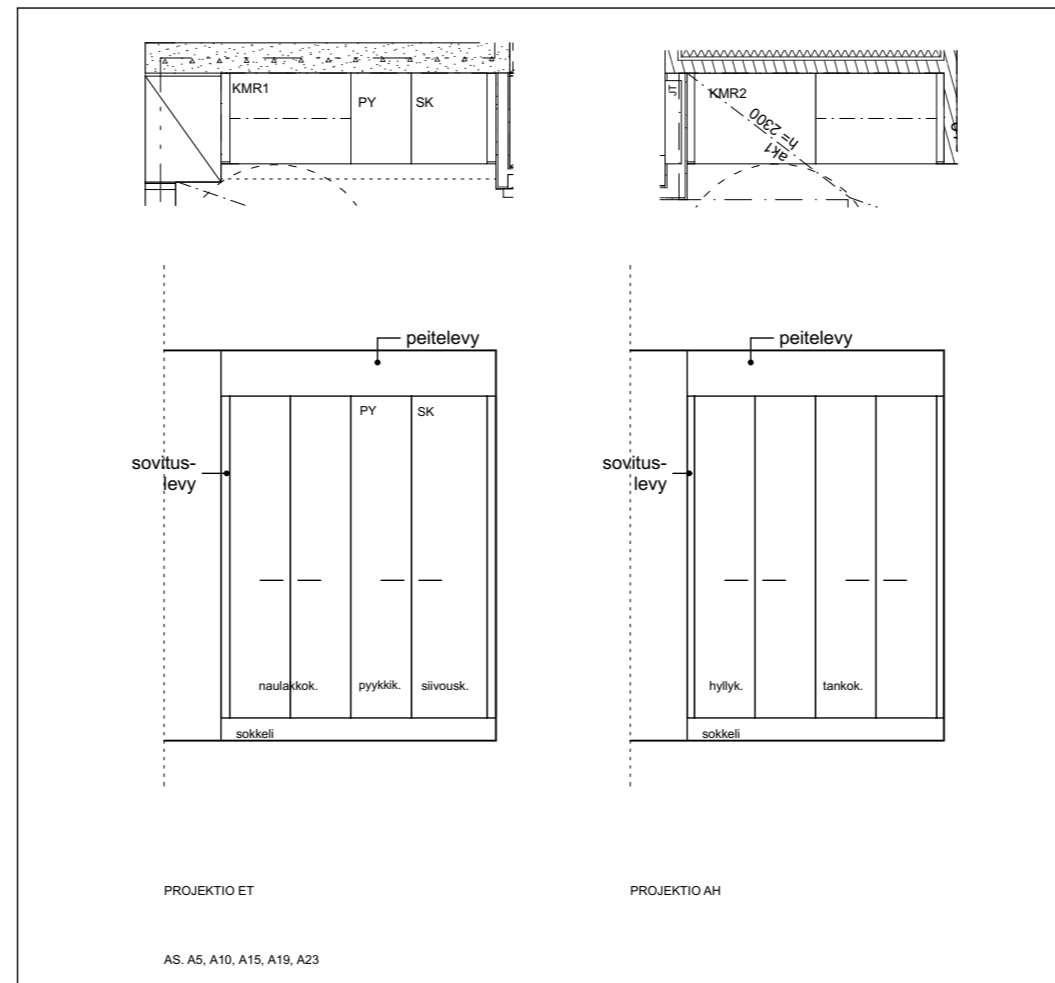 KMR1
PY
SK
JT
KMR2
h= 2300
ak1
peitelevy
PY
SK
sovitus-
levy
naulakkok.
pyykkik.
siivousk.
sokkeli
peitelevy
sovitus-
levy
hyllyk.
tankok.
sokkeli
PROJEKTIO ET
PROJEKTIO AH
AS. A5, A10, A15, A19, A23